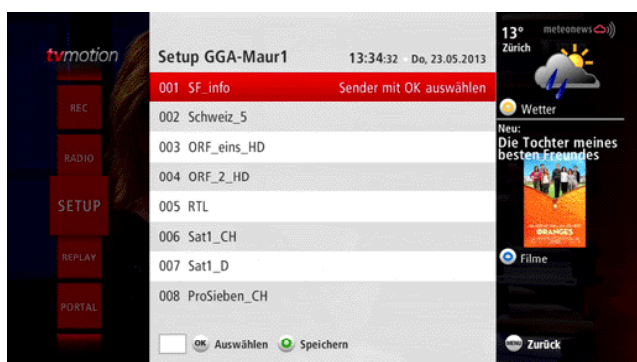 tvmotion
REC
RADIO
SETUP
REPLAY
PORTAL
Setup GGA-Maur1
13:34:32 Do, 23.05.2013
001 SF_info Sender mit OK auswählen
002 Schweiz_5
003 ORF_eins_HD
004 ORF_2_HD
005 RTL
006 Sat1_CH
007 Sat1_D
008 ProSieben_CH
OK Auswählen Speichern
13° meteonews
Zürich
Wetter
Neu:
Die Tochter meines
besten Freundes
ORANGES
Filme
MENU Zurück